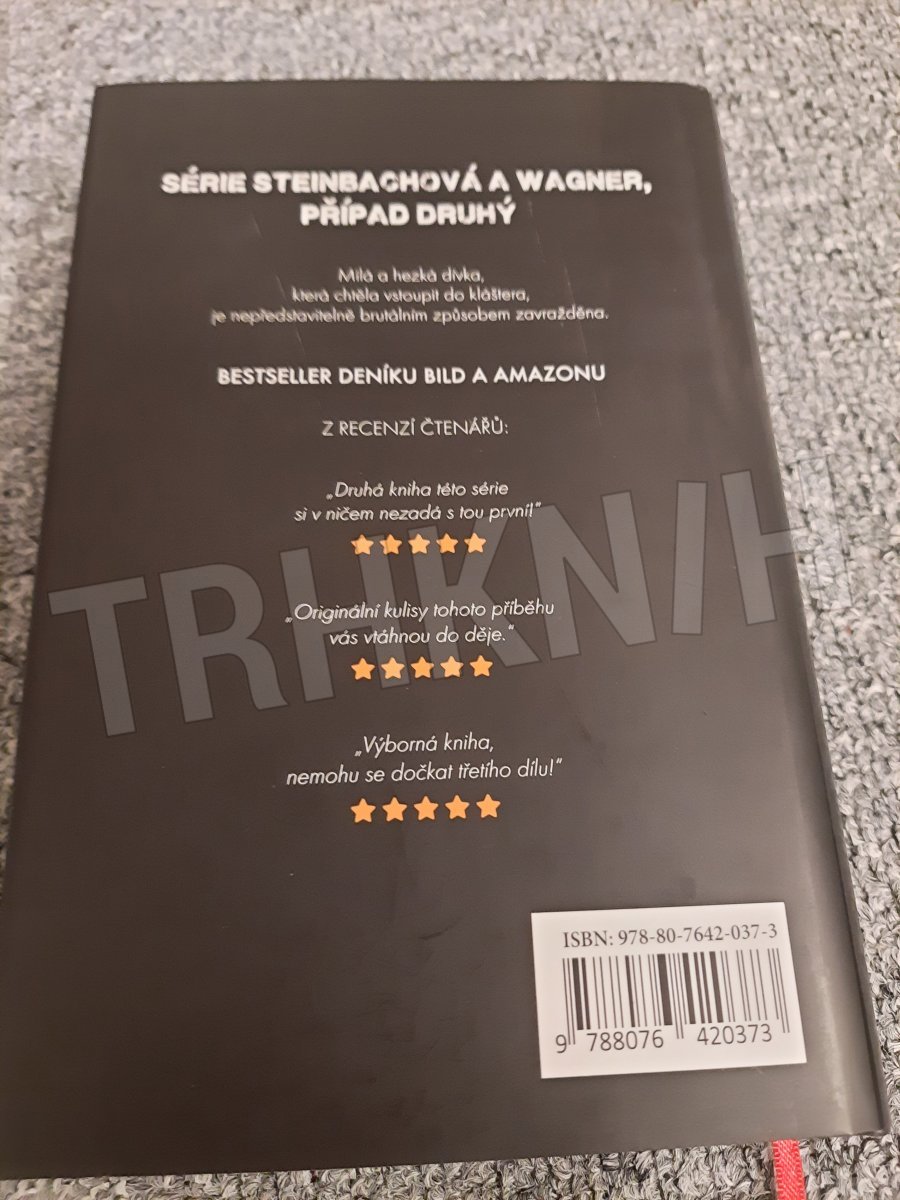 SÉRIE STEINBACHOVÁ A WAGNER,
PŘÍPAD DRUHÝ
Milá a hezká dívka,
která chtěla vstoupit do kláštera,
je nepředstavitelně brutálním způsobem zavražděna.
BESTSELLER DENÍKU BILD A AMAZONU
Z RECENZÍ ČTENÁŘŮ:
„Druhá kniha této série
si v ničem nezadá s tou první!“
„Originální kulisy tohoto příběhu
vás vtáhnou do děje.“
TRHKNIH
„Výborná kniha,
nemohu se dočkat třetího dílu!“
ISBN: 978-80-7642-037-3
9 788076 420373